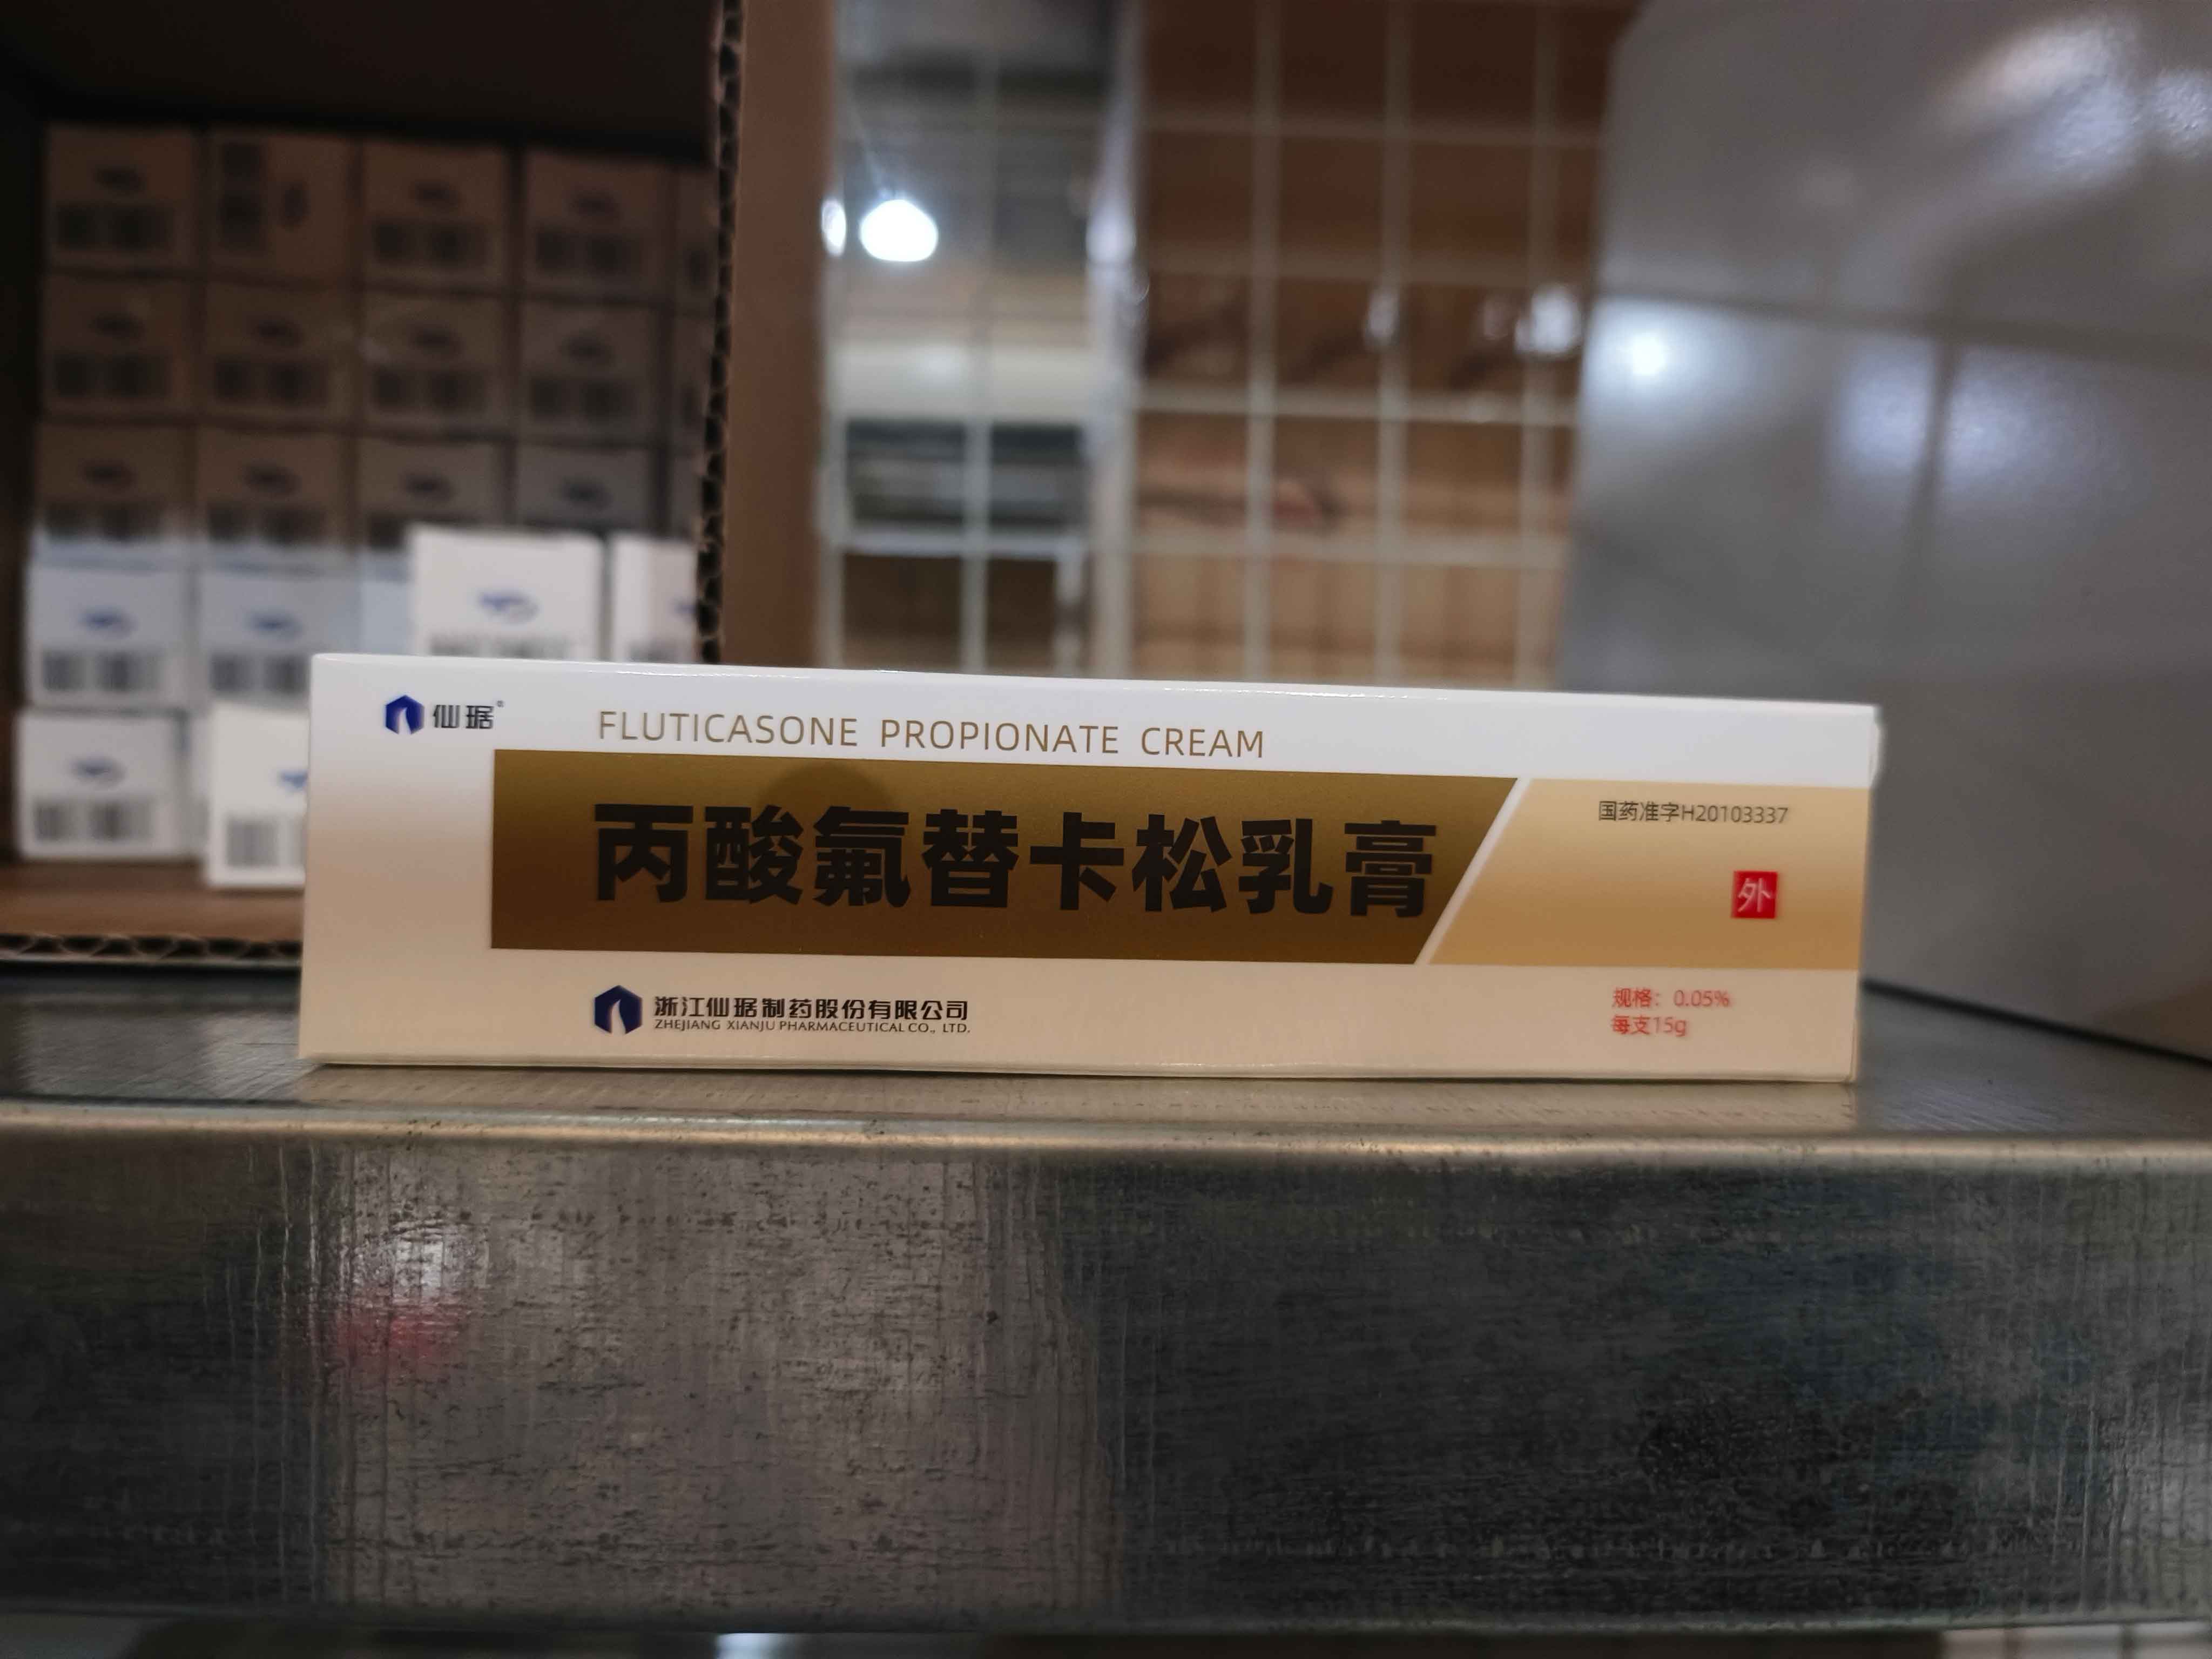 仙琚
FLUTICASONE PROPIONATE CREAM
丙酸氟替卡松乳膏
国药准字H20103337
外
浙江仙琚制药股份有限公司
ZHEJIANG XIANJU PHARMACEUTICAL CO., LTD.
规格：0.05%
每支15g